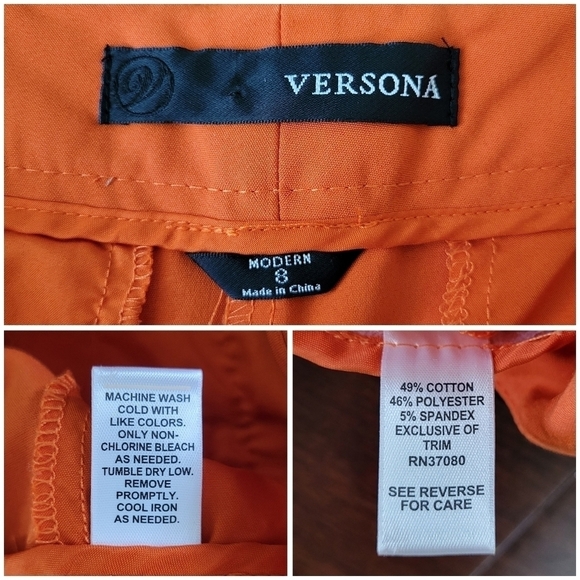 V VERSONA
MODERN
8
Made in China
MACHINE WASH
COLD WITH
LIKE COLORS.
ONLY NON-
CHLORINE BLEACH
AS NEEDED.
TUMBLE DRY LOW.
REMOVE
PROMPTLY.
COOL IRON
AS NEEDED.
49% COTTON
46% POLYESTER
5% SPANDEX
EXCLUSIVE OF
TRIM
RN37080
SEE REVERSE
FOR CARE